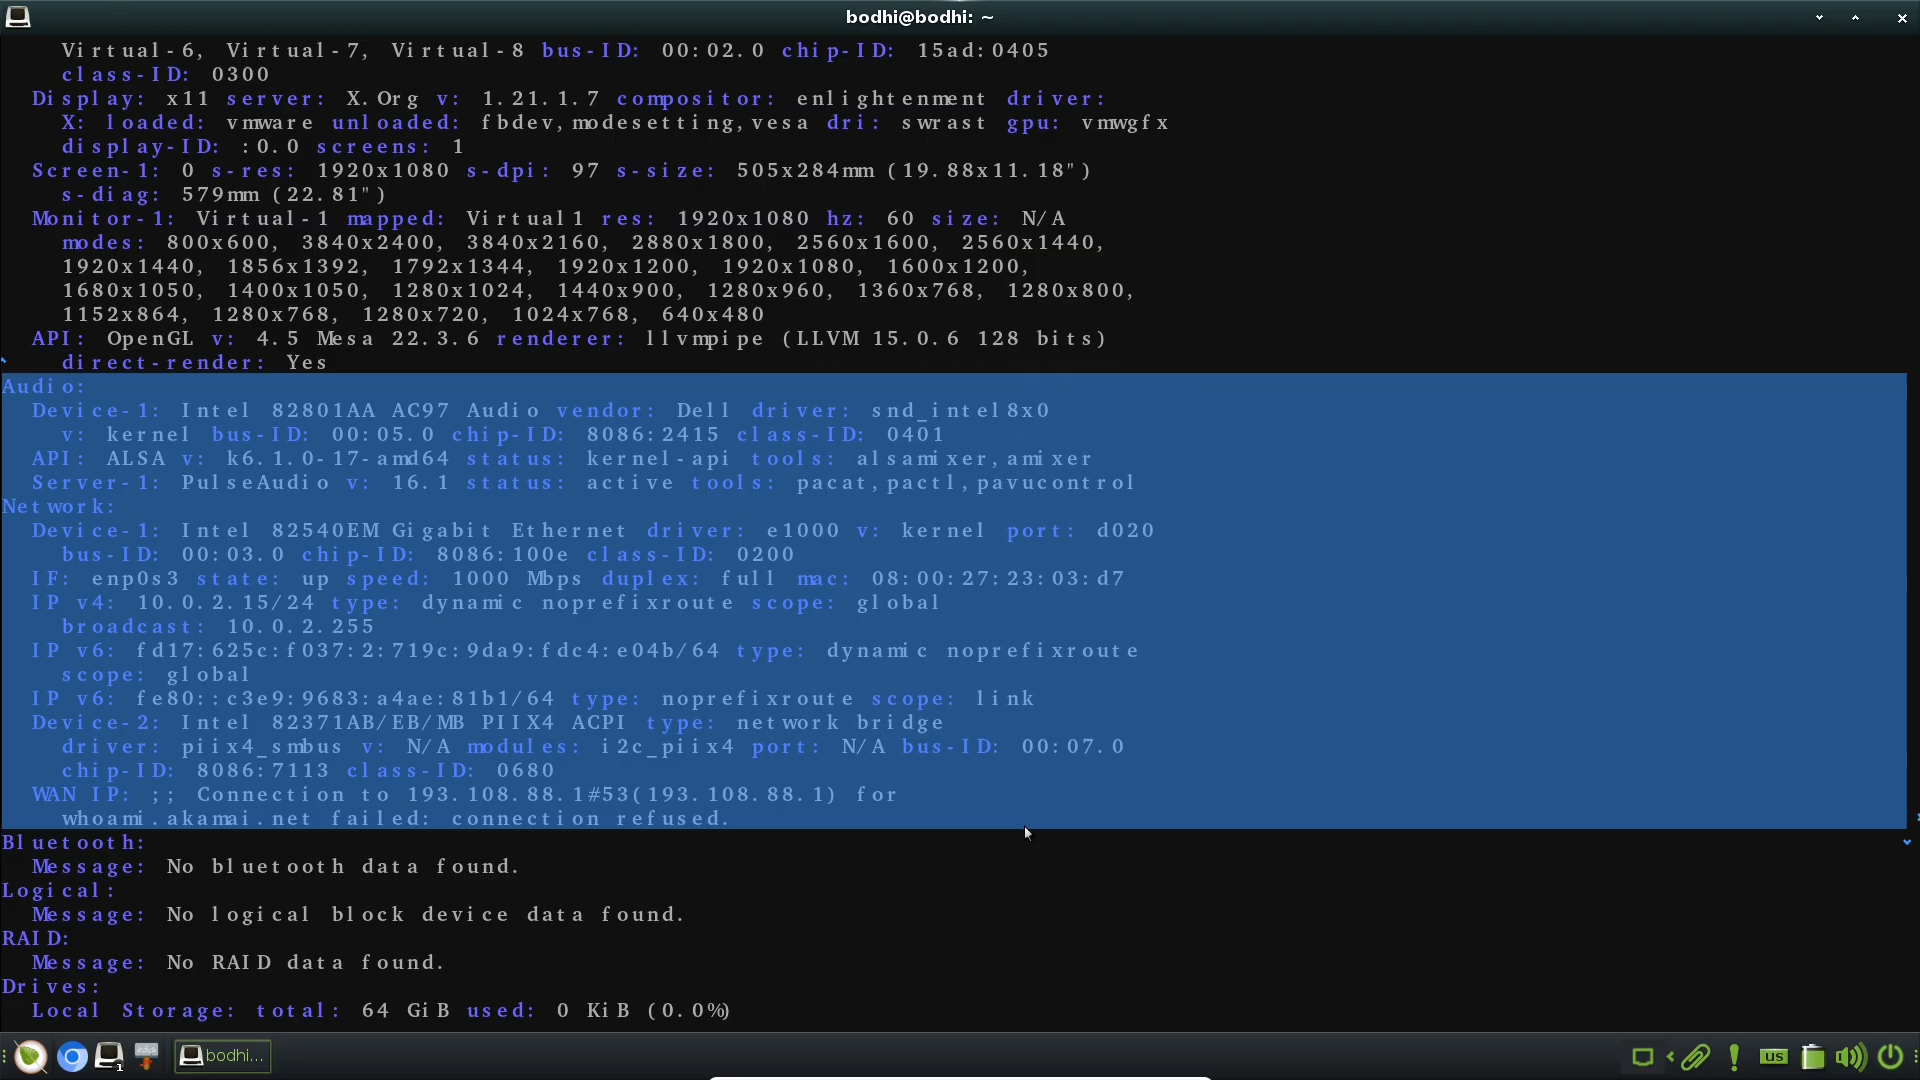 bodhi@bodhi: ~
Virtual-6, Virtual-7, Virtual-8 bus-ID: 00:02.0 chip-ID: 15ad:0405
class-ID: 0300
Display: x11 server: X.Org v: 1.21.1.7 compositor: enlightenment driver:
X: loaded: vmware unloaded: fbdev,modesetting,vesa dri: swrast gpu: vmwgfx
display-ID: :0.0 screens: 1
Screen-1: 0 s-res: 1920x1080 s-dpi: 97 s-size: 505x284mm (19.88x11.18")
s-diag: 579mm (22.81")
Monitor-1: Virtual-1 mapped: Virtual1 res: 1920x1080 hz: 60 size: N/A
modes: 800x600, 3840x2400, 3840x2160, 2880x1800, 2560x1600, 2560x1440,
1920x1440, 1856x1392, 1792x1344, 1920x1200, 1920x1080, 1600x1200,
1680x1050, 1400x1050, 1280x1024, 1440x900, 1280x960, 1360x768, 1280x800,
1152x864, 1280x768, 1280x720, 1024x768, 640x480
API: OpenGL v: 4.5 Mesa 22.3.6 renderer: llvmpipe (LLVM 15.0.6 128 bits)
direct-render: Yes
Audio:
Device-1: Intel 82801AA AC97 Audio vendor: Dell driver: snd_intel8x0
v: kernel bus-ID: 00:05.0 chip-ID: 8086:2415 class-ID: 0401
API: ALSA v: k6.1.0-17-amd64 status: kernel-api tools: alsamixer,amixer
Server-1: PulseAudio v: 16.1 status: active tools: pacat,pactl,pavucontrol
Network:
Device-1: Intel 82540EM Gigabit Ethernet driver: e1000 v: kernel port: d020
bus-ID: 00:03.0 chip-ID: 8086:100e class-ID: 0200
IF: enp0s3 state: up speed: 1000 Mbps duplex: full mac: 08:00:27:23:03:d7
IP v4: 10.0.2.15/24 type: dynamic noprefixroute scope: global
broadcast: 10.0.2.255
IP v6: fd17:625c:f037:2:719c:9da9:fdc4:e04b/64 type: dynamic noprefixroute
scope: global
IP v6: fe80::c3e9:9683:a4ae:81b1/64 type: noprefixroute scope: link
Device-2: Intel 82371AB/EB/MB PIIX4 ACPI type: network bridge
driver: piix4_smbus v: N/A modules: i2c_piix4 port: N/A bus-ID: 00:07.0
chip-ID: 8086:7113 class-ID: 0680
WAN IP: ;; Connection to 193.108.88.1#53(193.108.88.1) for
whoami.akamai.net failed: connection refused.
Bluetooth:
Message: No bluetooth data found.
Logical:
Message: No logical block device data found.
RAID:
Message: No RAID data found.
Drives:
Local Storage: total: 64 GiB used: 0 KiB (0.0%)
1
bodhi...
us